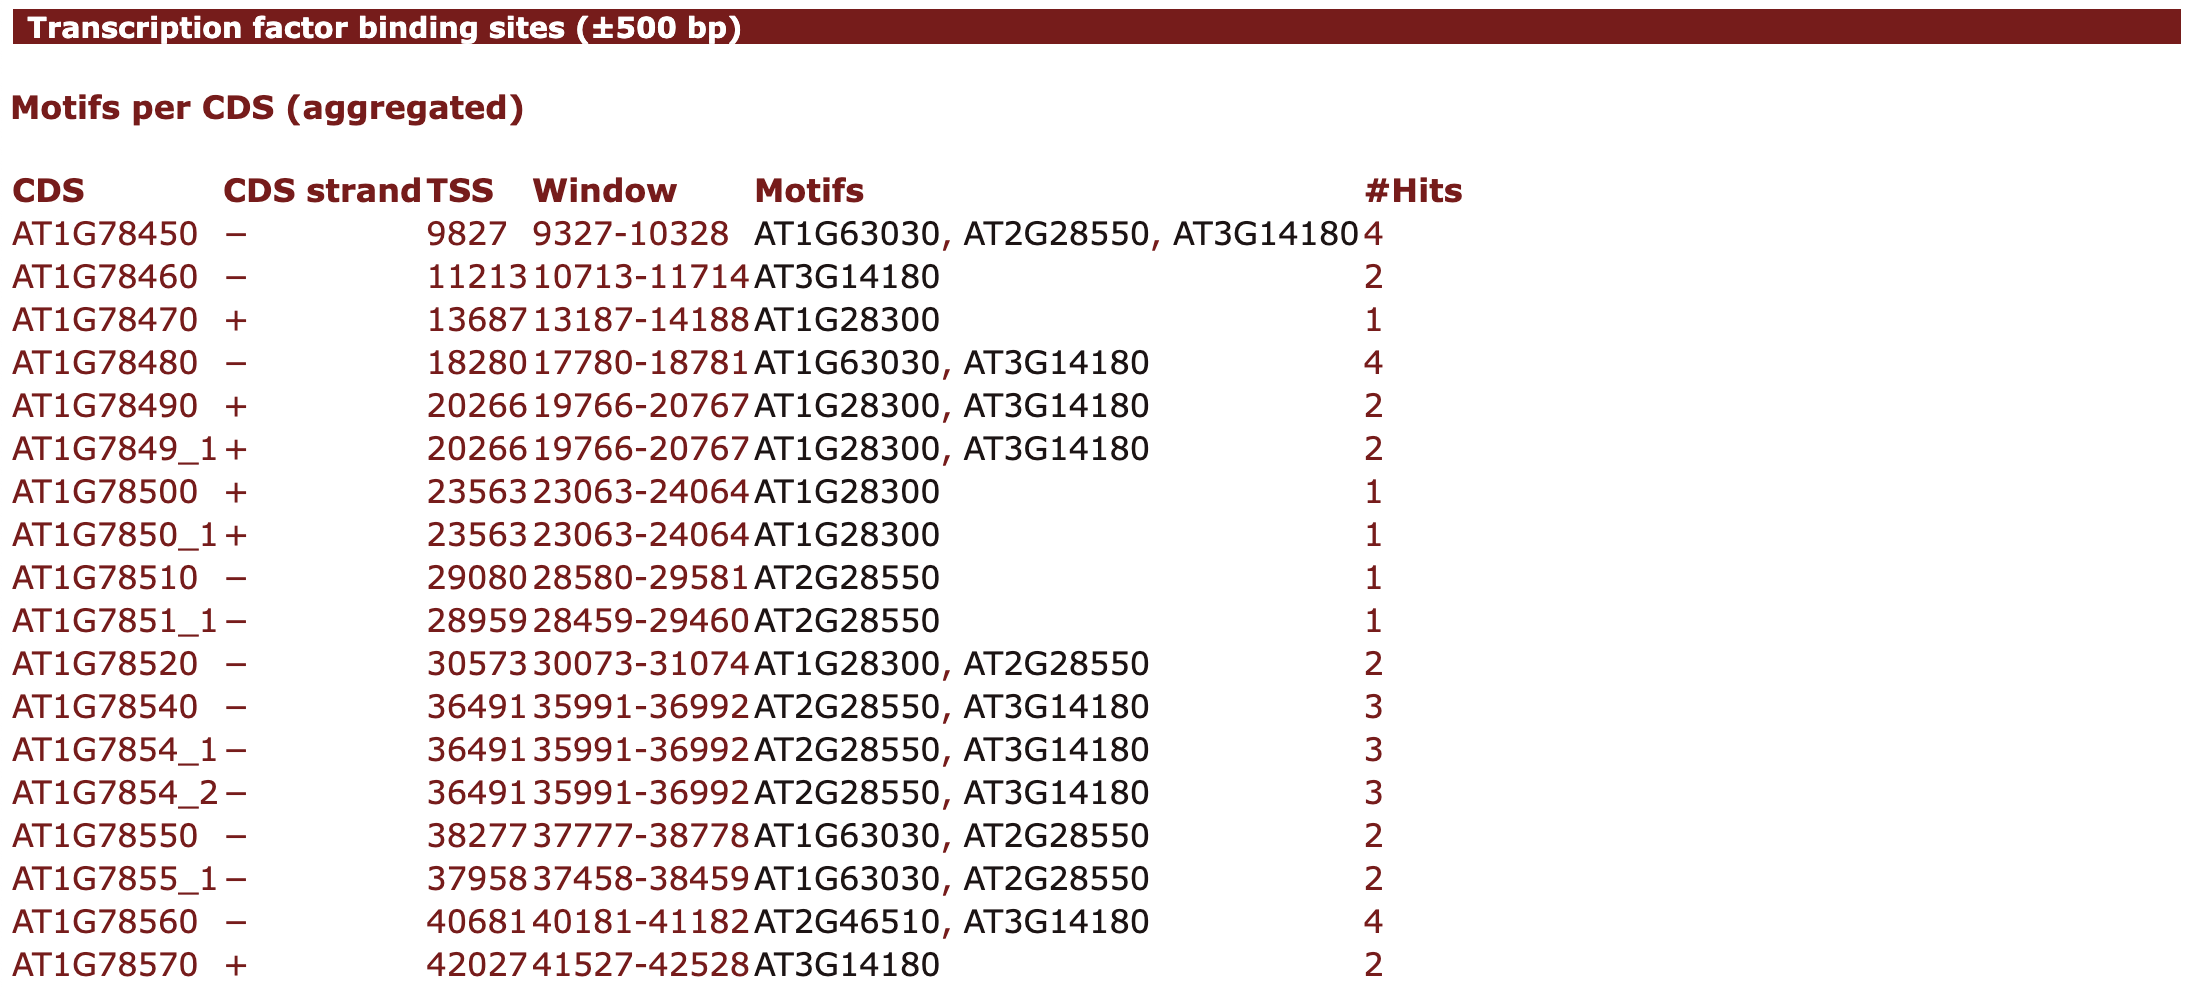 Transcription factor binding sites (±500 bp)
Motifs per CDS (aggregated)
CDS CDS strand TSS Window Motifs #Hits
AT1G78450 − 9827 9327-10328 AT1G63030, AT2G28550, AT3G14180 4
AT1G78460 − 11213 10713-11714 AT3G14180 2
AT1G78470 + 13687 13187-14188 AT1G28300 1
AT1G78480 − 18280 17780-18781 AT1G63030, AT3G14180 4
AT1G78490 + 20266 19766-20767 AT1G28300, AT3G14180 2
AT1G7849_1 + 20266 19766-20767 AT1G28300, AT3G14180 2
AT1G78500 + 23563 23063-24064 AT1G28300 1
AT1G7850_1 + 23563 23063-24064 AT1G28300 1
AT1G78510 − 29080 28580-29581 AT2G28550 1
AT1G7851_1 − 28959 28459-29460 AT2G28550 1
AT1G78520 − 30573 30073-31074 AT1G28300, AT2G28550 2
AT1G78540 − 36491 35991-36992 AT2G28550, AT3G14180 3
AT1G7854_1 − 36491 35991-36992 AT2G28550, AT3G14180 3
AT1G7854_2 − 36491 35991-36992 AT2G28550, AT3G14180 3
AT1G78550 − 38277 37777-38778 AT1G63030, AT2G28550 2
AT1G7855_1 − 37958 37458-38459 AT1G63030, AT2G28550 2
AT1G78560 − 40681 40181-41182 AT2G46510, AT3G14180 4
AT1G78570 + 42027 41527-42528 AT3G14180 2